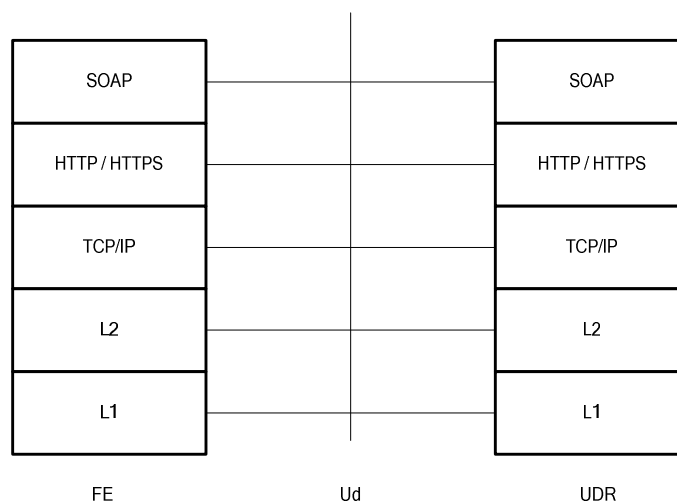 SOAP SOAP
HTTP / HTTPS HTTP / HTTPS
TCP/IP TCP/IP
L2 L2
L1 L1
FE Ud UDR